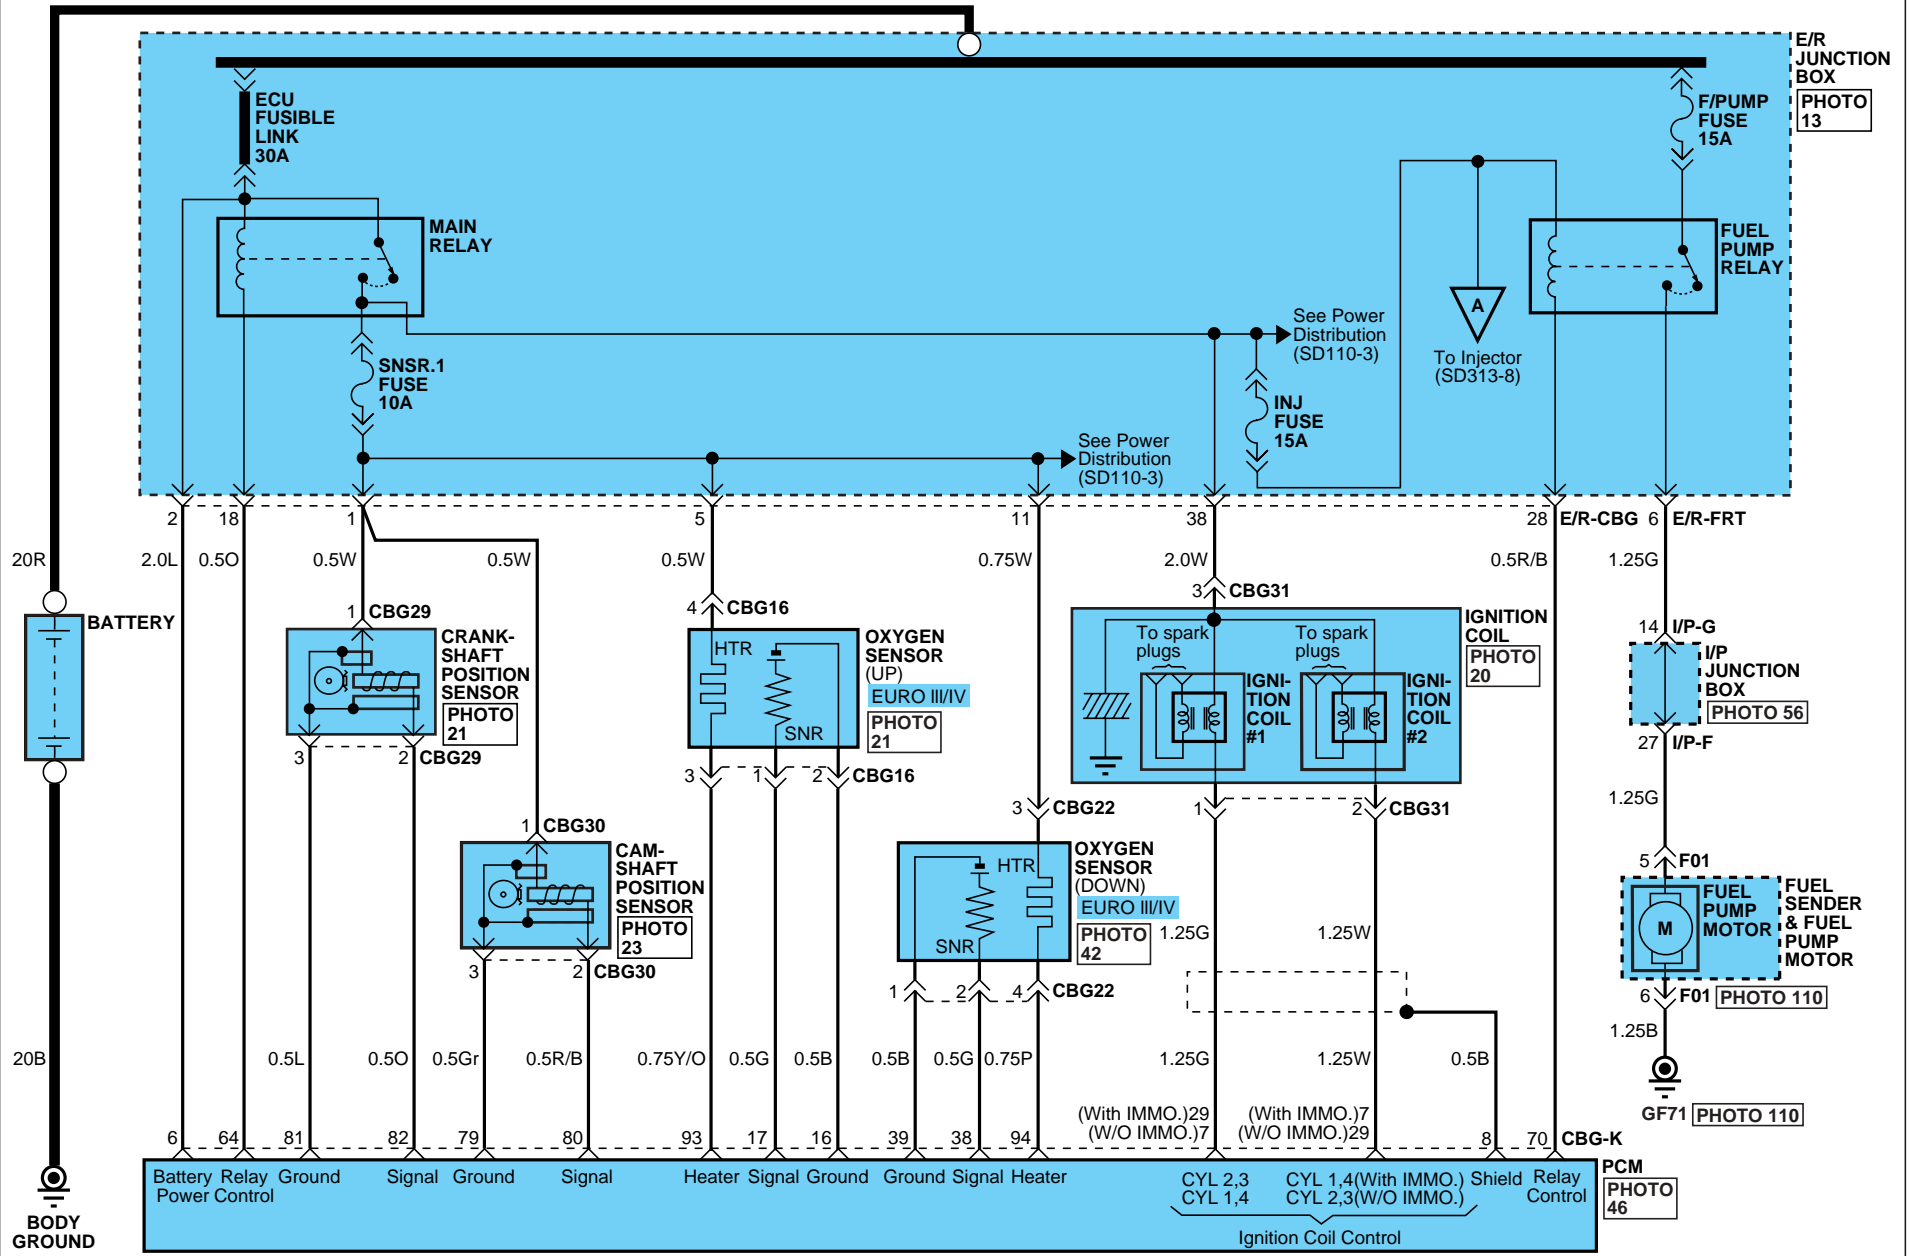 E/R
JUNCTION
BOX
PHOTO
13
ECU
FUSIBLE
LINK
30A
F/PUMP
FUSE
15A
MAIN
RELAY
FUEL
PUMP
RELAY
A
To Injector
(SD313-8)
See Power
Distribution
(SD110-3)
SNSR.1
FUSE
10A
INJ
FUSE
15A
See Power
Distribution
(SD110-3)
2 18 1 5 11 38 28 E/R-CBG 6 E/R-FRT
20R 2.0L 0.5O 0.5W 0.5W 0.5W 0.75W 2.0W 0.5R/B 1.25G
BATTERY
1 CBG29
CRANK-
SHAFT
POSITION
SENSOR
PHOTO
21
3 2 CBG29
4 CBG16
HTR
SNR
OXYGEN
SENSOR
(UP)
EURO III/IV
PHOTO
21
3 1 2 CBG16
3 CBG31
To spark
plugs
To spark
plugs
IGNI-
TION
COIL
#1
IGNI-
TION
COIL
#2
IGNITION
COIL
PHOTO
20
1 2 CBG31
14 I/P-G
I/P
JUNCTION
BOX
PHOTO 56
27 I/P-F
1.25G
1 CBG30
CAM-
SHAFT
POSITION
SENSOR
PHOTO
23
3 2 CBG30
3 CBG22
HTR
SNR
OXYGEN
SENSOR
(DOWN)
EURO III/IV
PHOTO
42
1 2 4 CBG22
1.25G 1.25W
5 F01
FUEL
PUMP
MOTOR
M
FUEL
SENDER
& FUEL
PUMP
MOTOR
6 F01 PHOTO 110
1.25B
GF71 PHOTO 110
20B 0.5L 0.5O 0.5Gr 0.5R/B 0.75Y/O 0.5G 0.5B 0.5B 0.5G 0.75P 1.25G 1.25W 0.5B
(With IMMO.)29 (With IMMO.)7
(W/O IMMO.)7 (W/O IMMO.)29
6 64 81 82 79 80 93 17 16 39 38 94 8 70 CBG-K
Battery
Power
Relay
Control
Ground
Signal
Ground
Signal
Heater
Signal
Ground
Ground
Signal
Heater
CYL 2,3
CYL 1,4
CYL 1,4(With IMMO.)
CYL 2,3(W/O IMMO.)
Ignition Coil Control
Shield
Relay
Control
PCM
PHOTO
46
BODY
GROUND